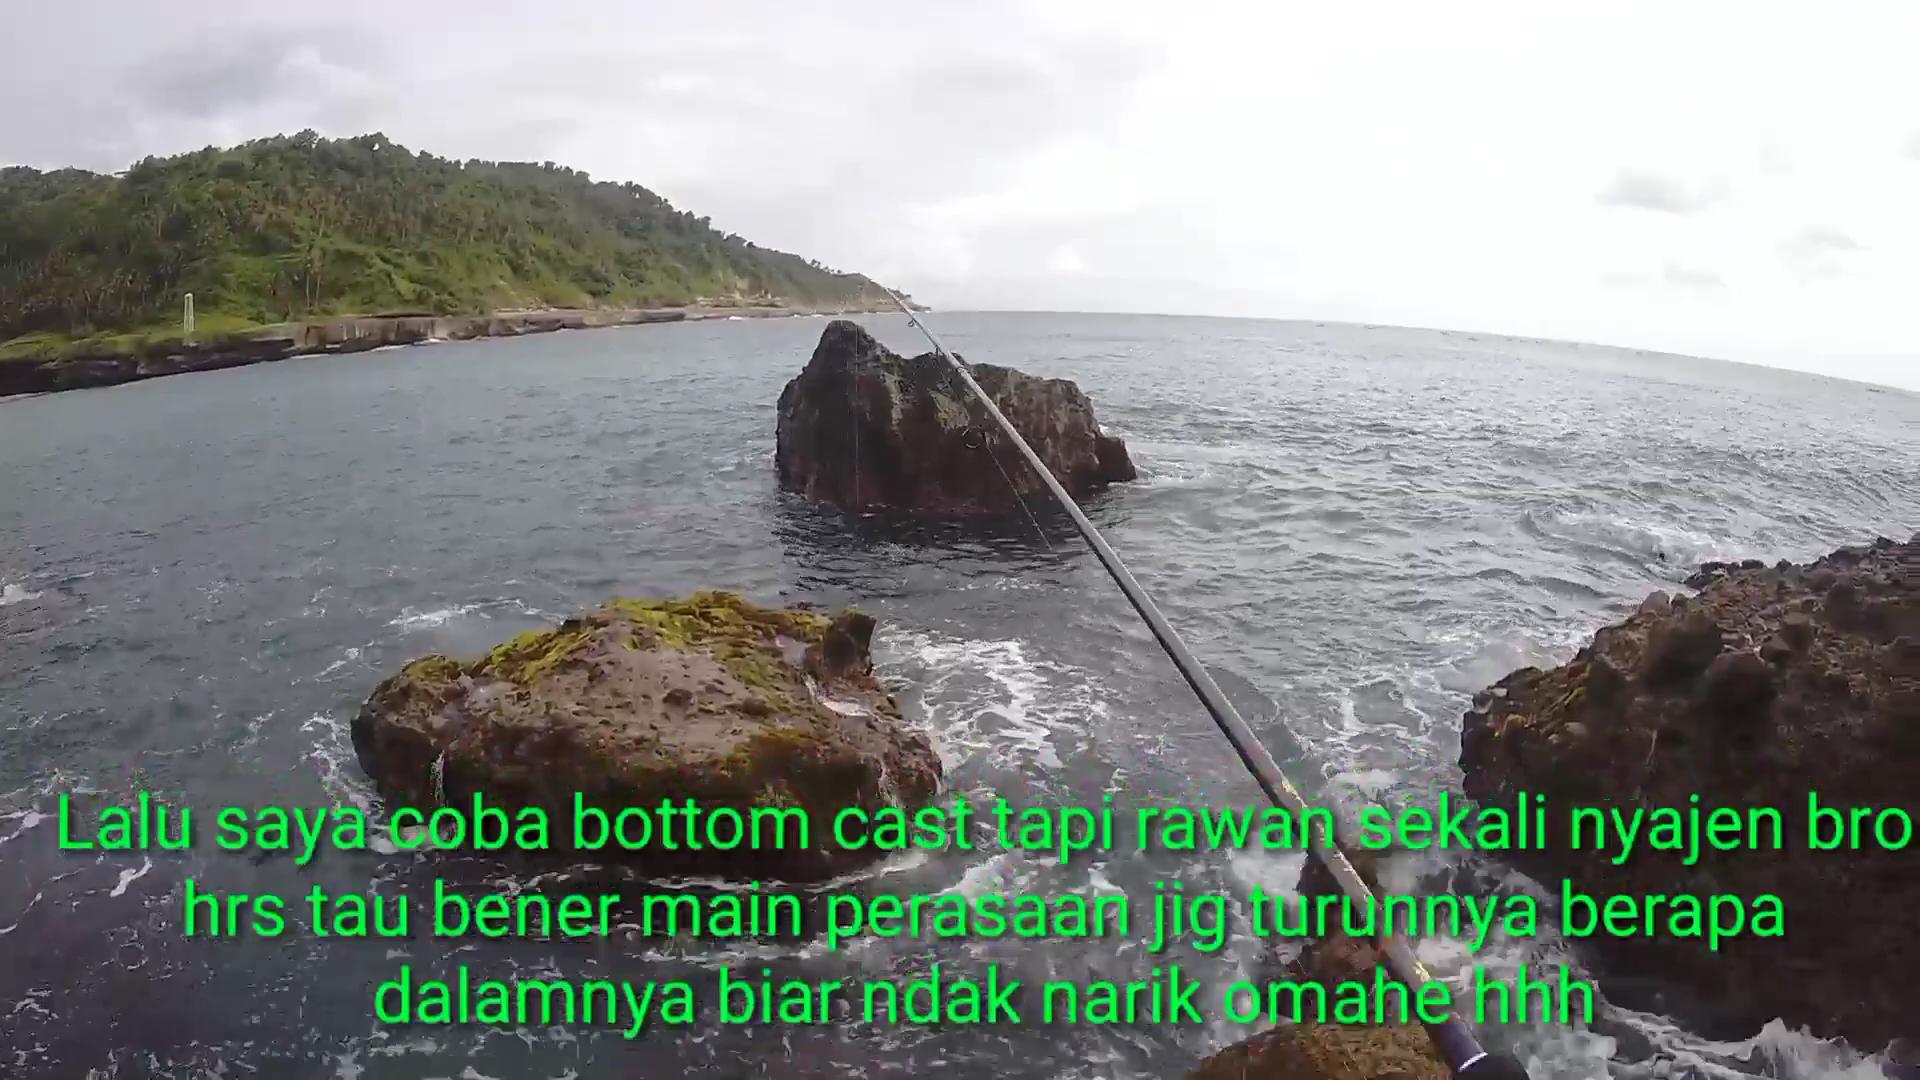 Lalu saya coba bottom cast tapi rawan sekali nyajen bro
hrs tau bener main perasaan jig turunnya berapa
dalamnya biar ndak narik omahe hhh